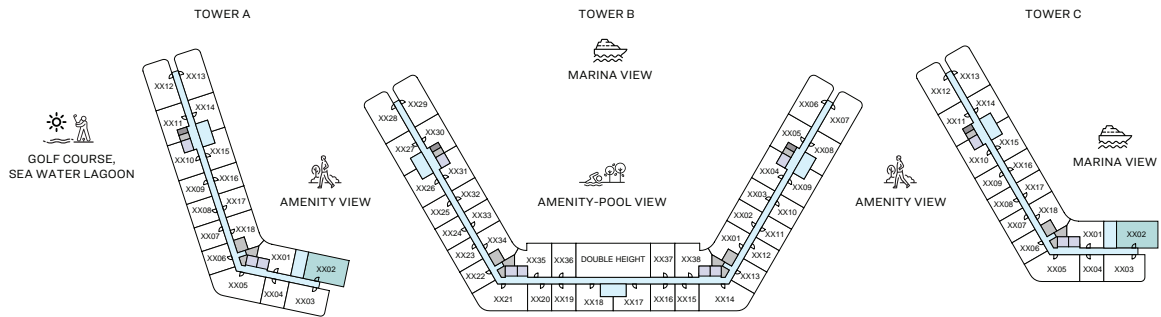 TOWER A
TOWER B
TOWER C
MARINA VIEW
GOLF COURSE,
SEA WATER LAGOON
AMENITY VIEW
AMENITY-POOL VIEW
AMENITY VIEW
MARINA VIEW
XX13
XX12
XX14
XX11
XX15
XX10
XX16
XX09
XX17
XX08
XX18
XX07
XX06
XX01
XX02
XX05
XX04
XX03
XX29
XX28
XX30
XX27
XX31
XX26
XX32
XX25
XX33
XX24
XX34
XX23
XX22
XX35
XX36
DOUBLE HEIGHT
XX37
XX38
XX21
XX20
XX19
XX18
XX17
XX16
XX15
XX14
XX06
XX07
XX05
XX08
XX04
XX09
XX03
XX10
XX02
XX11
XX01
XX12
XX13
XX13
XX12
XX14
XX11
XX15
XX10
XX16
XX09
XX17
XX08
XX18
XX07
XX06
XX01
XX02
XX05
XX04
XX03